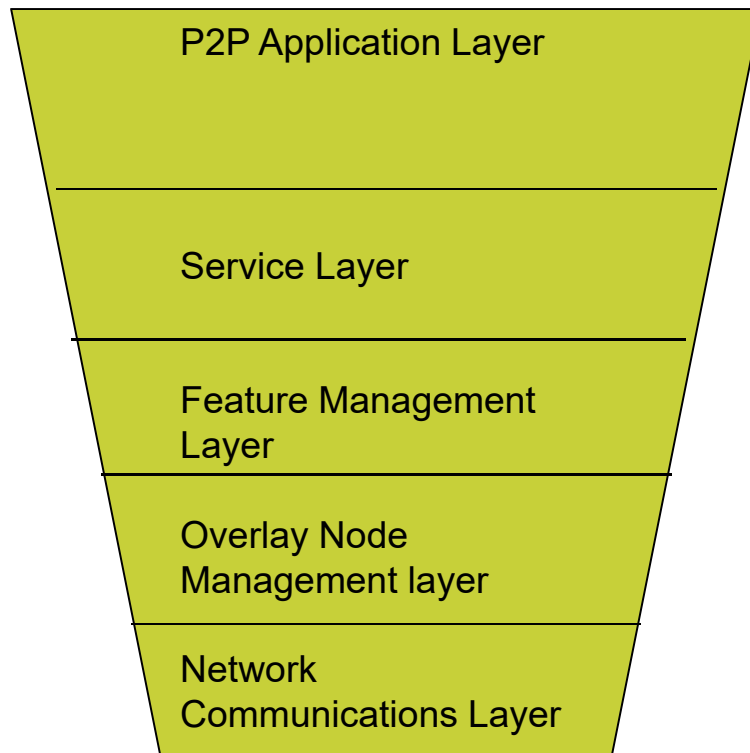 P2P Application Layer
Service Layer
Feature Management
Layer
Overlay Node
Management layer
Network
Communications Layer